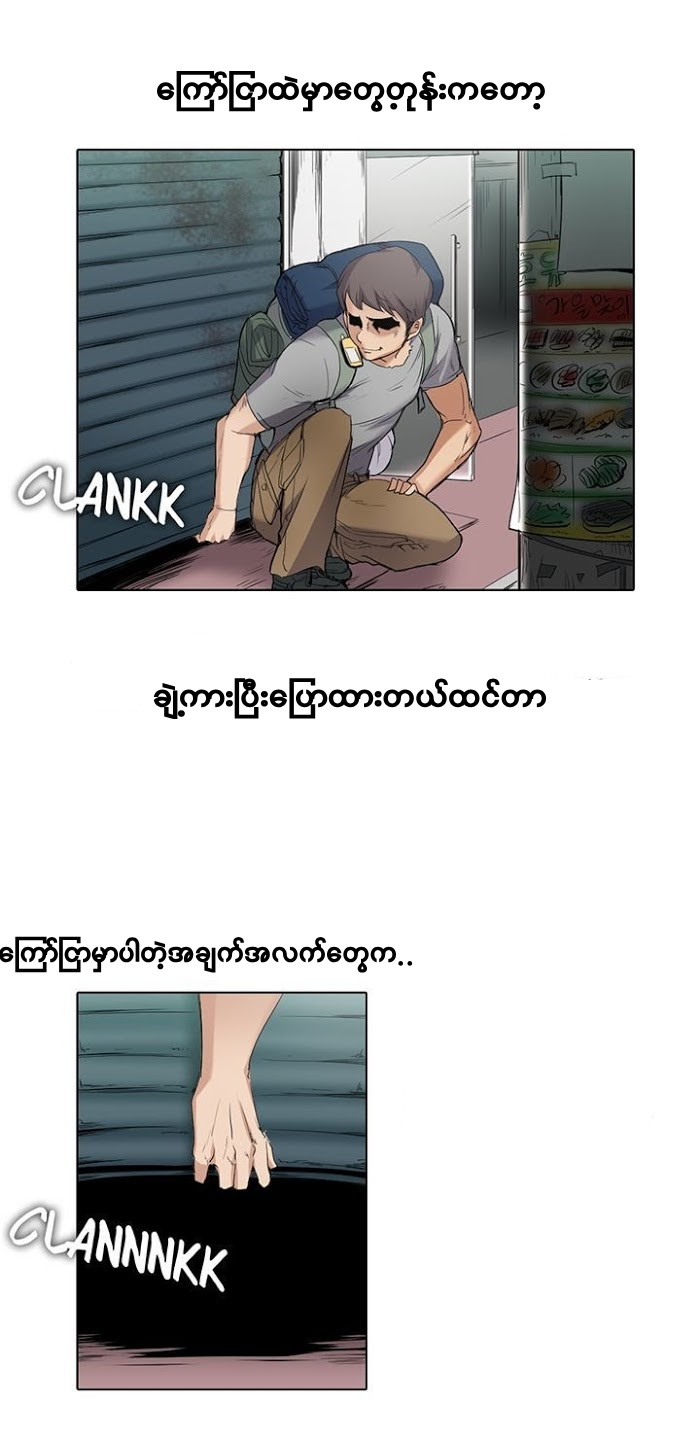 ကြော်ငြာထဲမှာတွေ့တုန်းကတော့
CLANKK
ချဲ့ကားပြီးပြောထားတယ်ထင်တာ
ကြော်ငြာမှာပါတဲ့အချက်အလက်တွေက..
CLANNNKK